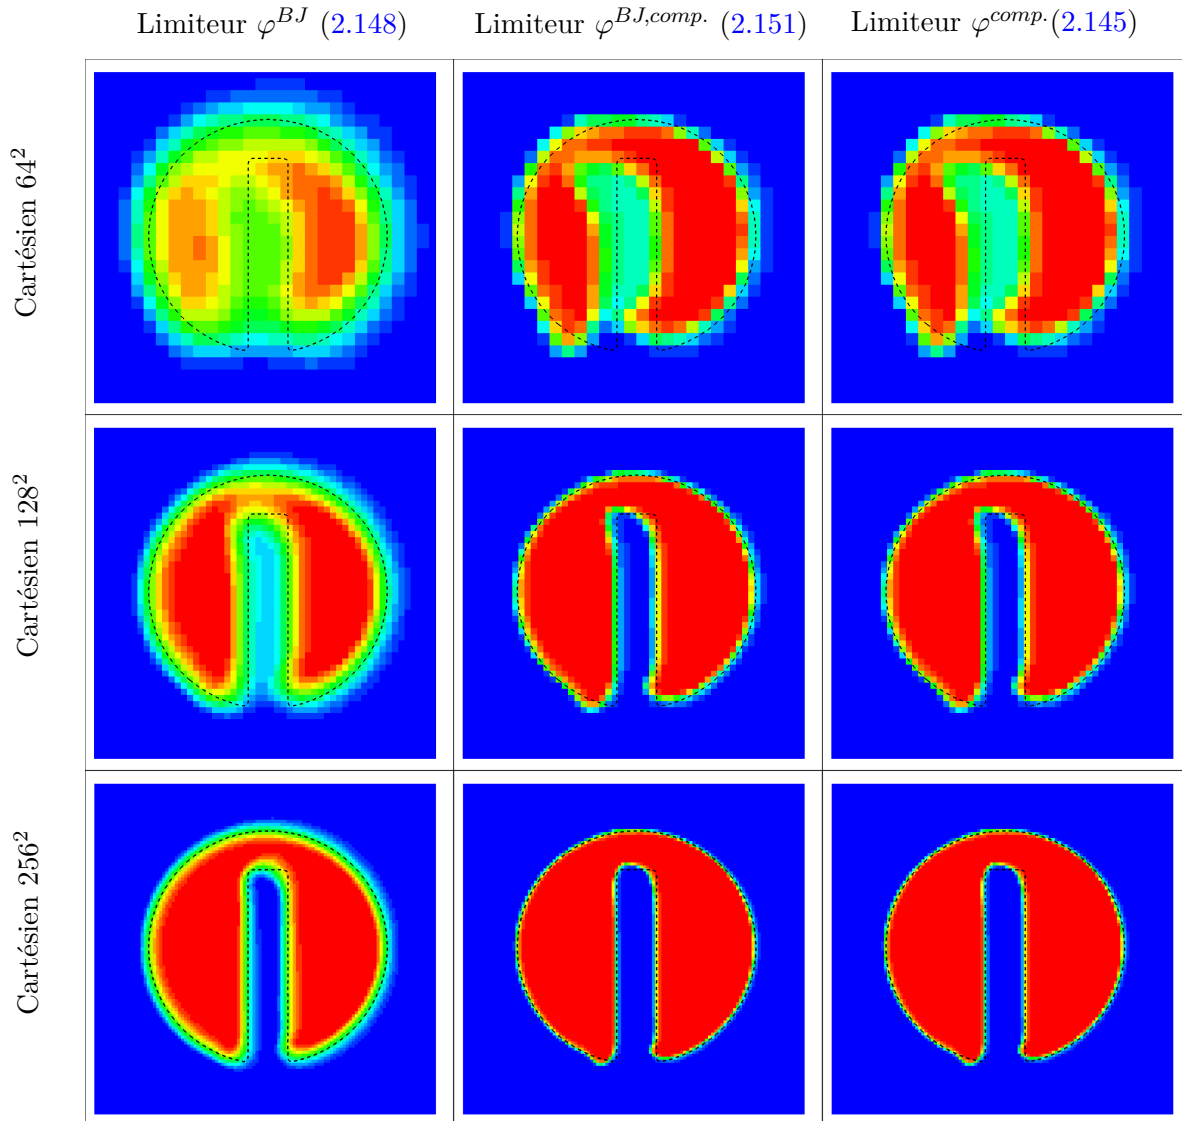 Limiteur φ^{BJ} (2.148)
Limiteur φ^{BJ,comp.} (2.151)
Limiteur φ^{comp.}(2.145)
Cartésien 64²
Cartésien 128²
Cartésien 256²